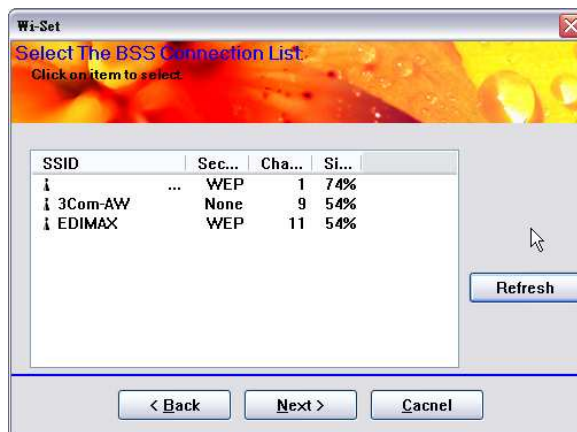 Wi-Set
Select The BSS Connection List.
Click on item to select.
SSID Sec... Cha... Si...
... WEP 1 74%
3Com-AW None 9 54%
EDIMAX WEP 11 54%
Refresh
< Back Next > Cacnel